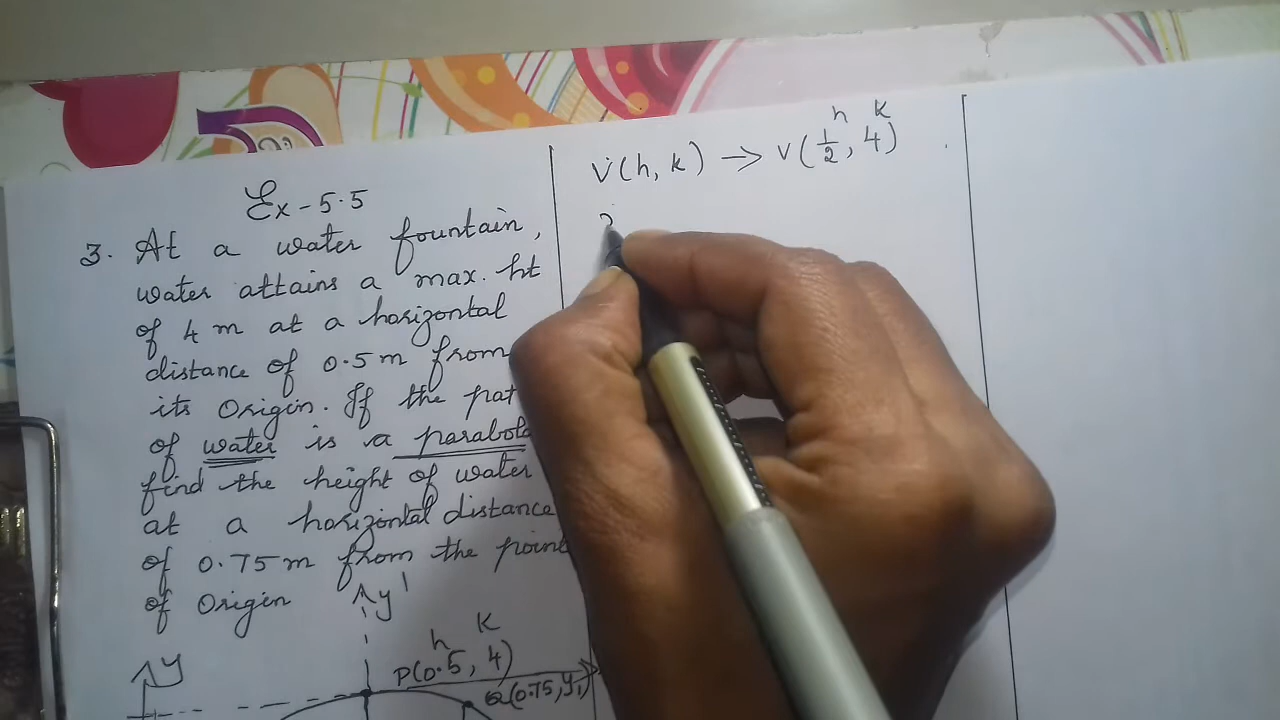 Ex-5.5
3. At a water fountain,
water attains a max. ht
of 4 m at a horizontal
distance of 0.5 m from
its Origin. If the pat
of water is a parabola
find the height of water
at a horizontal distance
of 0.75 m from the point
of Origin
y'
h k
y P(0.5, 4)
Q(0.75, y₁)
h k
V(h, k) → V(1/2, 4)